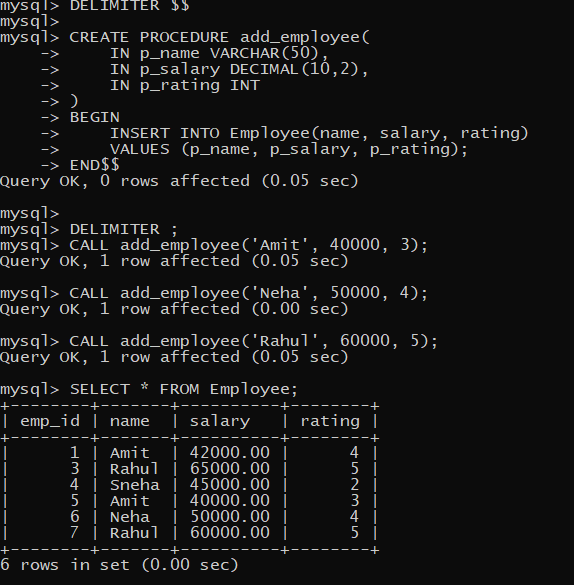 mysql> DELIMITER $$
mysql>
mysql> CREATE PROCEDURE add_employee(
    ->     IN p_name VARCHAR(50),
    ->     IN p_salary DECIMAL(10,2),
    ->     IN p_rating INT
    -> )
    -> BEGIN
    ->     INSERT INTO Employee(name, salary, rating)
    ->     VALUES (p_name, p_salary, p_rating);
    -> END$$
Query OK, 0 rows affected (0.05 sec)

mysql>
mysql> DELIMITER ;
mysql> CALL add_employee('Amit', 40000, 3);
Query OK, 1 row affected (0.05 sec)

mysql> CALL add_employee('Neha', 50000, 4);
Query OK, 1 row affected (0.00 sec)

mysql> CALL add_employee('Rahul', 60000, 5);
Query OK, 1 row affected (0.05 sec)

mysql> SELECT * FROM Employee;
+--------+-------+----------+--------+
| emp_id | name  | salary   | rating |
+--------+-------+----------+--------+
|      1 | Amit  | 42000.00 |      4 |
|      3 | Rahul | 65000.00 |      5 |
|      4 | Sneha | 45000.00 |      2 |
|      5 | Amit  | 40000.00 |      3 |
|      6 | Neha  | 50000.00 |      4 |
|      7 | Rahul | 60000.00 |      5 |
+--------+-------+----------+--------+
6 rows in set (0.00 sec)